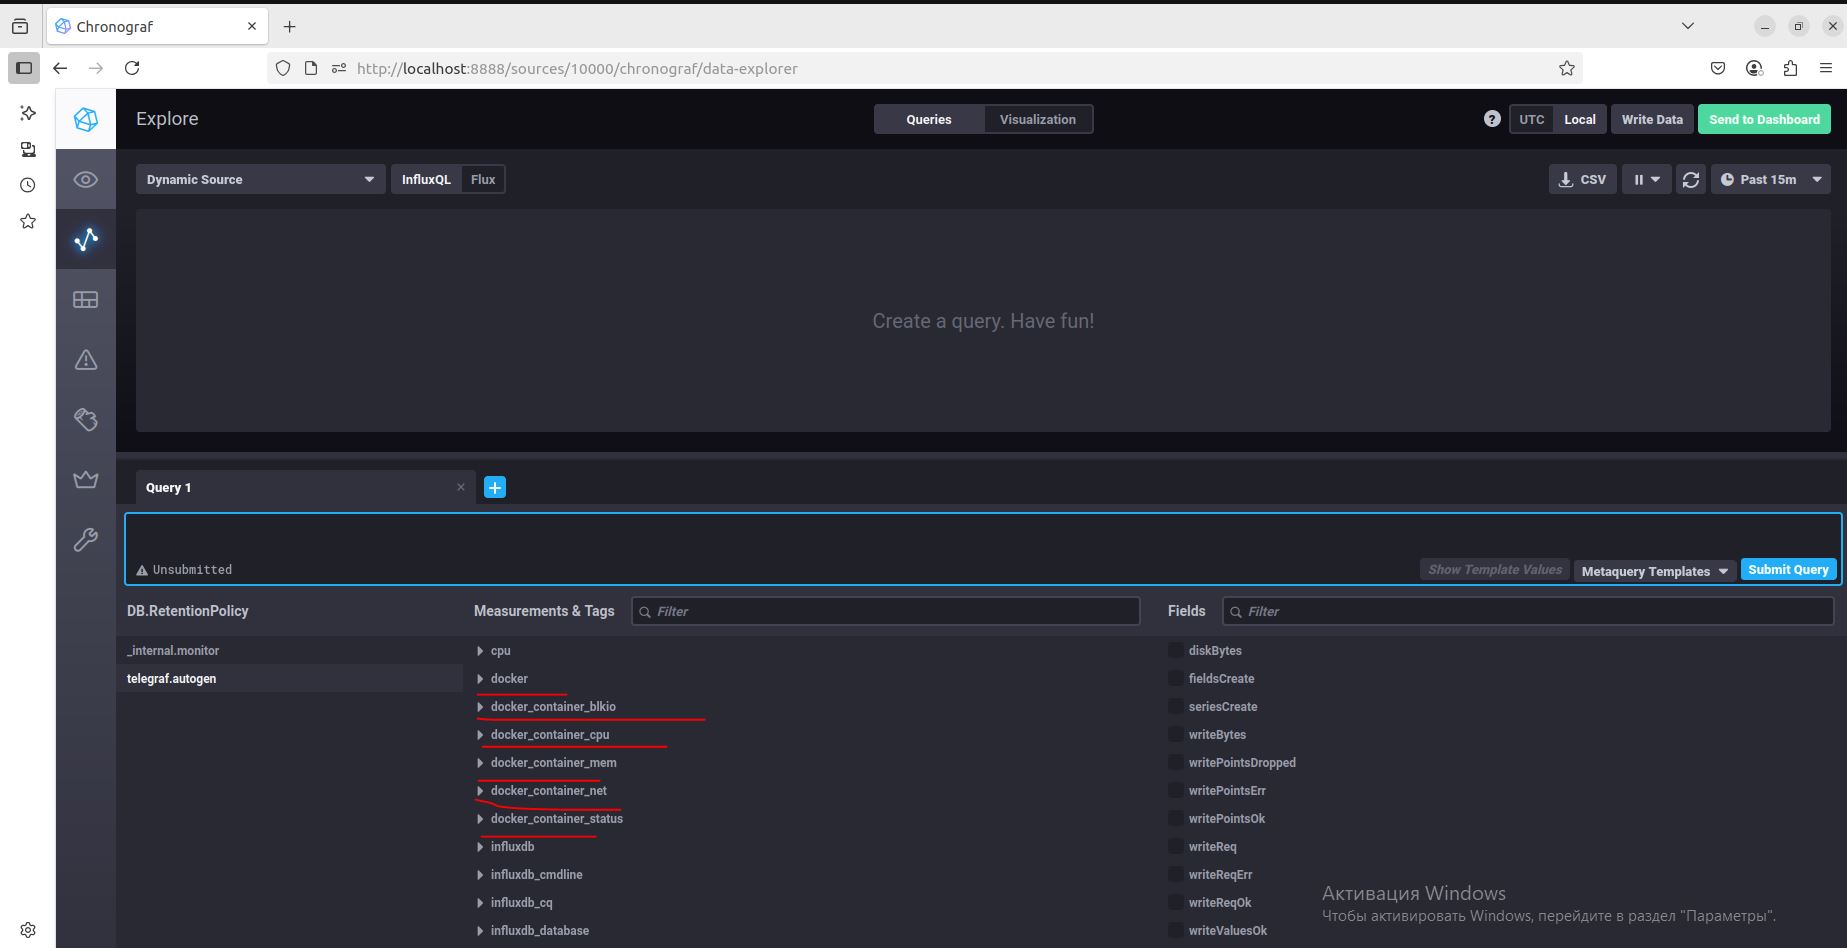 Chronograf
http://localhost:8888/sources/10000/chronograf/data-explorer
Explore
Queries
Visualization
UTC
Local
Write Data
Send to Dashboard
Dynamic Source
InfluxQL
Flux
CSV
Past 15m
Create a query. Have fun!
Query 1
Unsubmitted
Show Template Values
Metaquery Templates
Submit Query
DB.RetentionPolicy
Measurements & Tags
Filter
Fields
Filter
_internal.monitor
telegraf.autogen
cpu
docker
docker_container_blkio
docker_container_cpu
docker_container_mem
docker_container_net
docker_container_status
influxdb
influxdb_cmdline
influxdb_cq
influxdb_database
diskBytes
fieldsCreate
seriesCreate
writeBytes
writePointsDropped
writePointsErr
writePointsOk
writeReq
writeReqErr
writeReqOk
writeValuesOk
Активация Windows
Чтобы активировать Windows, перейдите в раздел "Параметры".